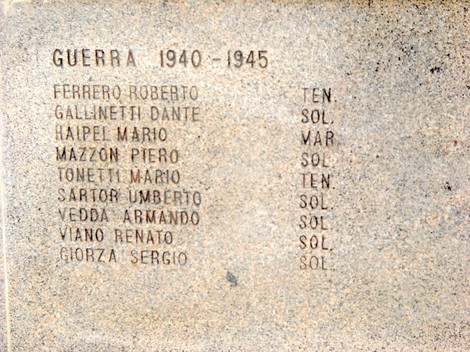 GUERRA 1940-1945
FERRERO ROBERTO TEN.
GALLINETTI DANTE SOL.
HAIPEL MARIO MAR.
MAZZON PIERO SOL.
TONETTI MARIO TEN.
SARTOR UMBERTO SOL.
VEDDA ARMANDO SOL.
VIANO RENATO SOL.
GIORZA SERGIO SOL.